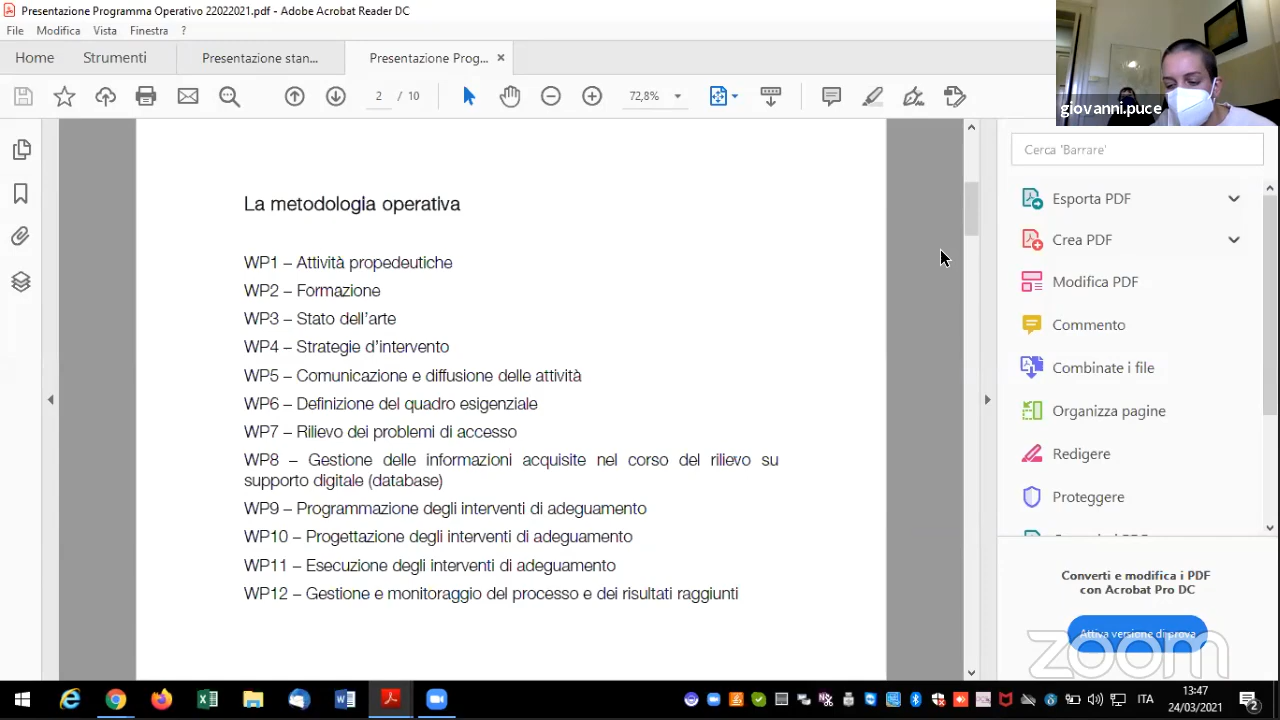 Presentazione Programma Operativo 22022021.pdf - Adobe Acrobat Reader DC
File Modifica Vista Finestra ?
Home Strumenti Presentazione stan... Presentazione Prog... ×
2 / 10 72,8%
giovanni.puce
Cerca 'Barrare'
Esporta PDF
Crea PDF
Modifica PDF
Commento
Combinate i file
Organizza pagine
Redigere
Proteggere
Converti e modifica i PDF
con Acrobat Pro DC
Attiva versione di prova
zoom
La metodologia operativa
WP1 – Attività propedeutiche
WP2 – Formazione
WP3 – Stato dell’arte
WP4 – Strategie d’intervento
WP5 – Comunicazione e diffusione delle attività
WP6 – Definizione del quadro esigenziale
WP7 – Rilievo dei problemi di accesso
WP8 – Gestione delle informazioni acquisite nel corso del rilievo su
supporto digitale (database)
WP9 – Programmazione degli interventi di adeguamento
WP10 – Progettazione degli interventi di adeguamento
WP11 – Esecuzione degli interventi di adeguamento
WP12 – Gestione e monitoraggio del processo e dei risultati raggiunti
ITA
13:47
24/03/2021
2